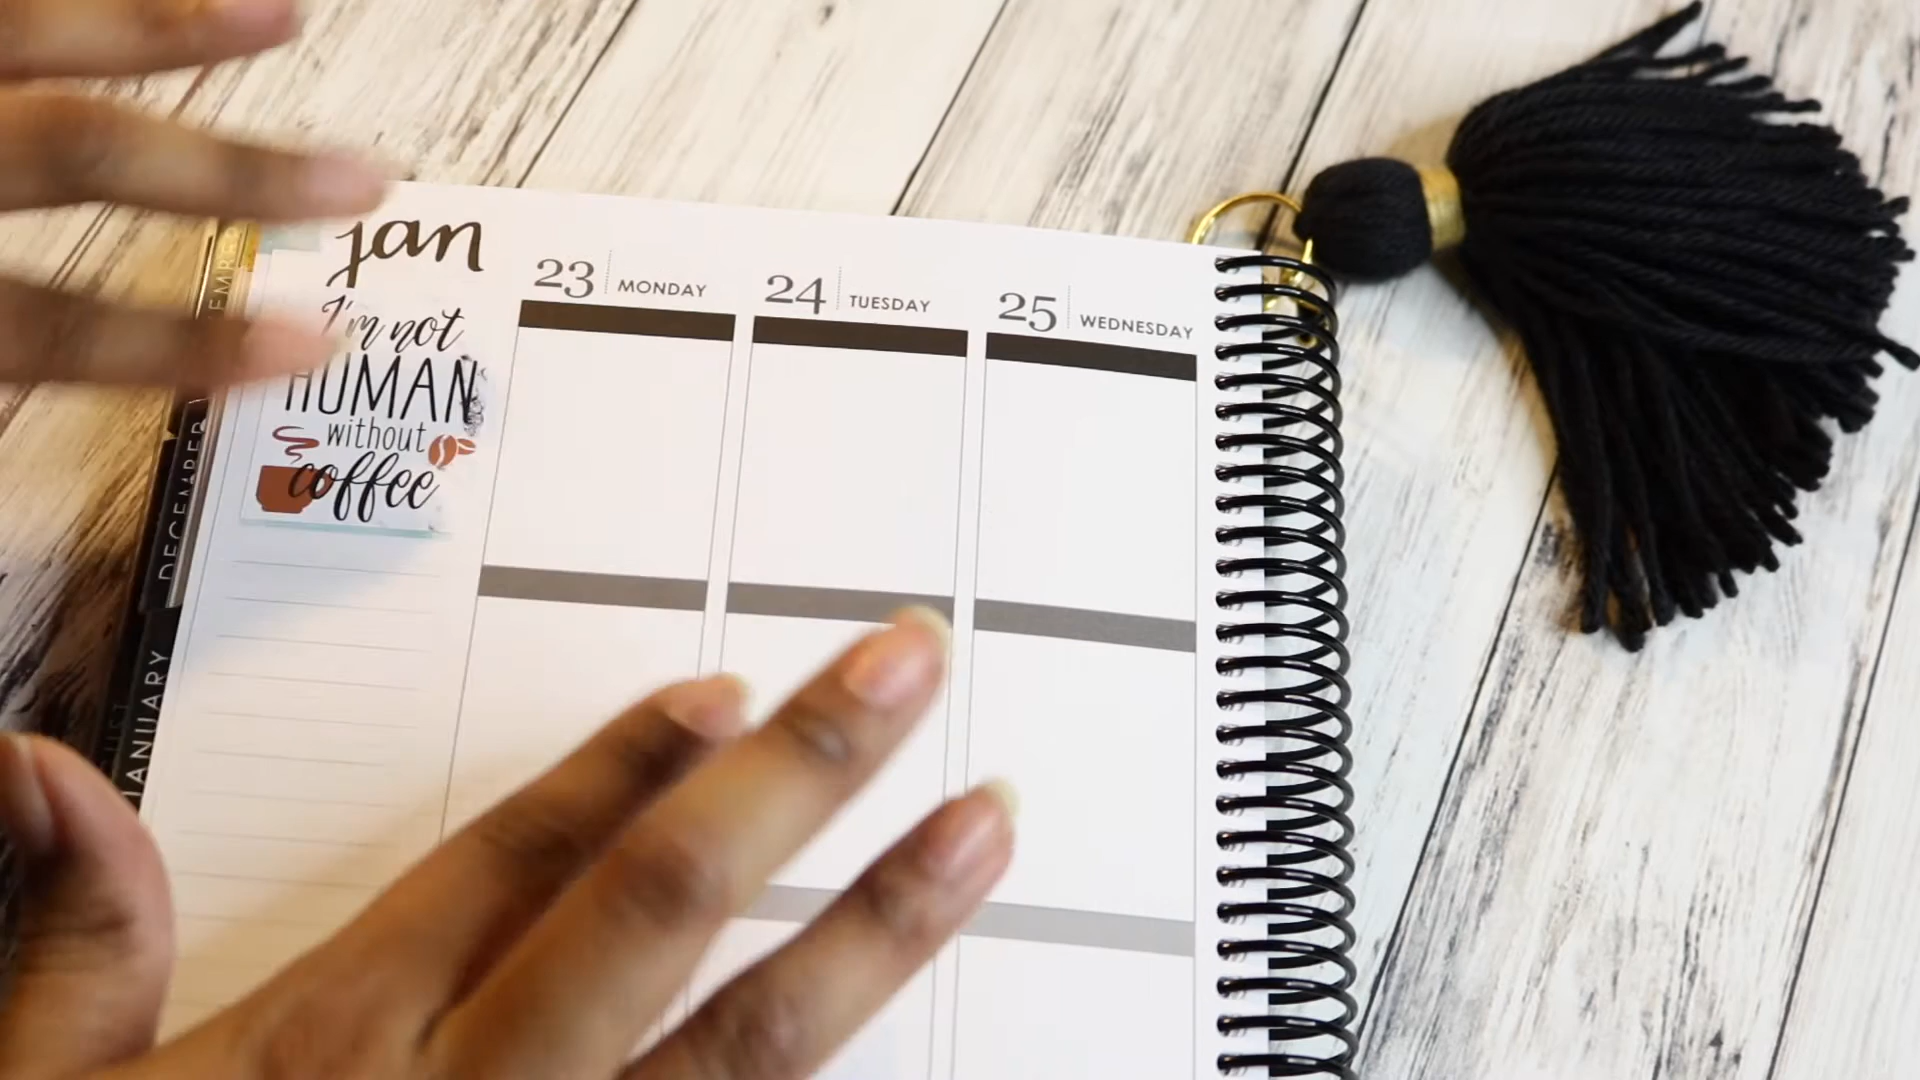 jan
23 MONDAY
24 TUESDAY
25 WEDNESDAY
I'm not
HUMAN
without
coffee
DECEMBER
JANUARY